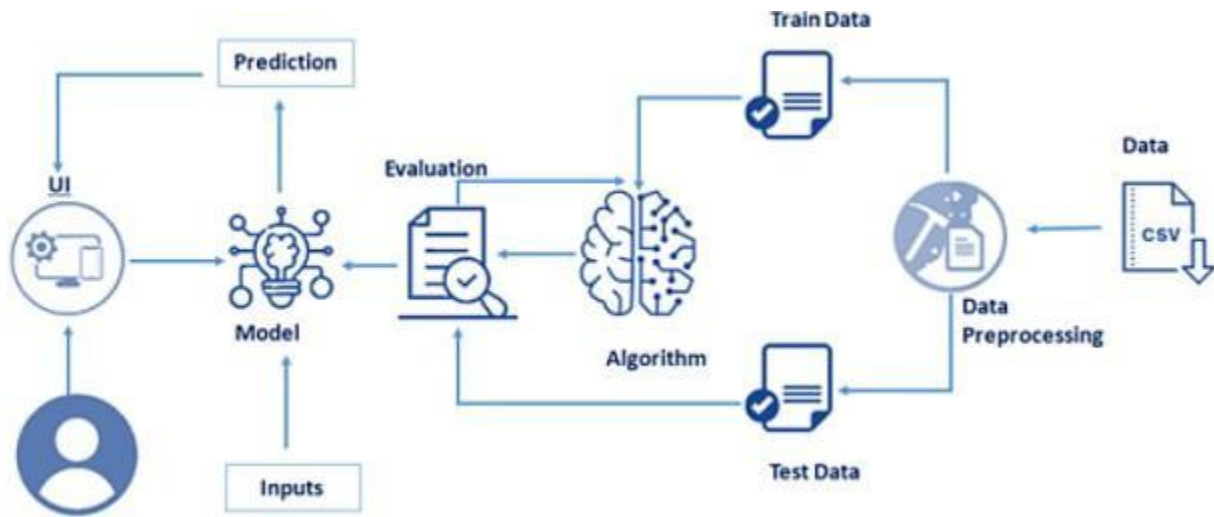 Train Data
Prediction
Data
Evaluation
UI
CSV
Data
Preprocessing
Model
Algorithm
Test Data
Inputs